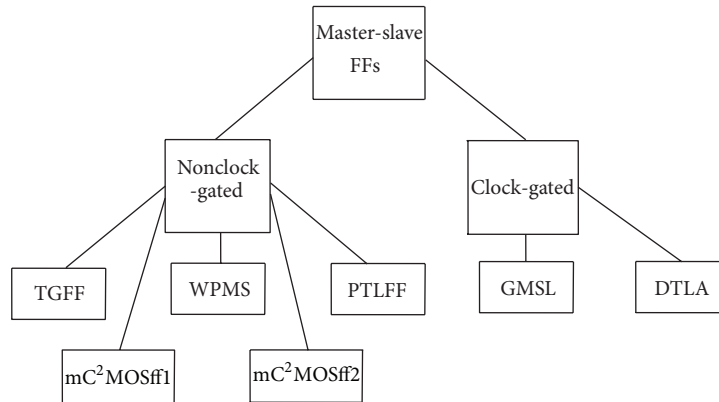 Master-slave
FFs
Nonclock
-gated
Clock-gated
TGFF
WPMS
PTLFF
GMSL
DTLA
mC²MOSff1
mC²MOSff2